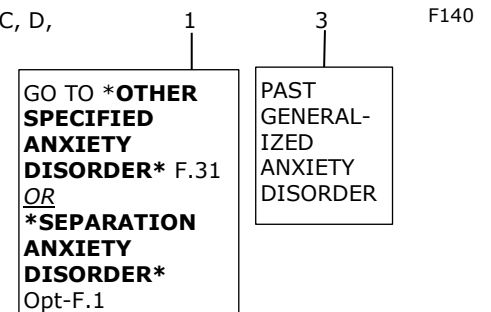 C, D, 1 3 F140
GO TO *OTHER
SPECIFIED
ANXIETY
DISORDER* F.31
OR
*SEPARATION
ANXIETY
DISORDER*
Opt-F.1
PAST
GENERAL-
IZED
ANXIETY
DISORDER